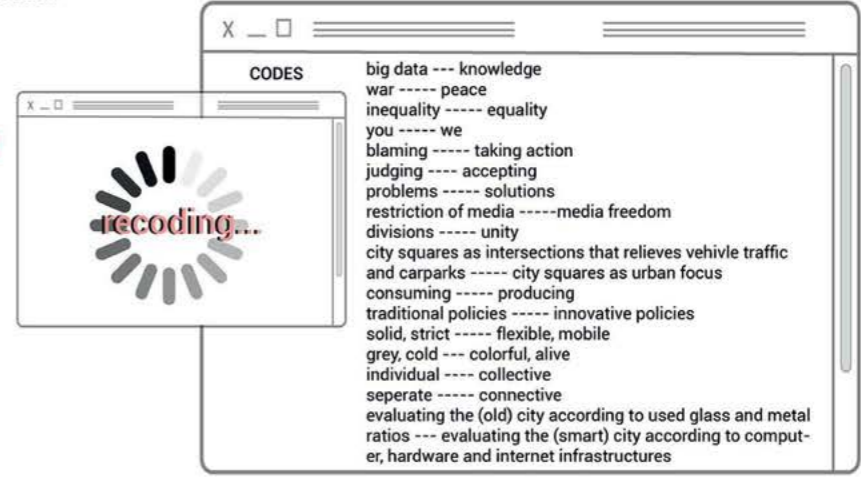 CODES
big data --- knowledge
war ----- peace
inequality ----- equality
you ----- we
blaming ----- taking action
judging ---- accepting
problems ----- solutions
restriction of media -----media freedom
divisions ----- unity
city squares as intersections that relieves vehivle traffic
and carparks ----- city squares as urban focus
consuming ----- producing
traditional policies ----- innovative policies
solid, strict ----- flexible, mobile
grey, cold --- colorful, alive
individual ---- collective
seperate ----- connective
evaluating the (old) city according to used glass and metal
ratios --- evaluating the (smart) city according to comput-
er, hardware and internet infrastructures
recoding...